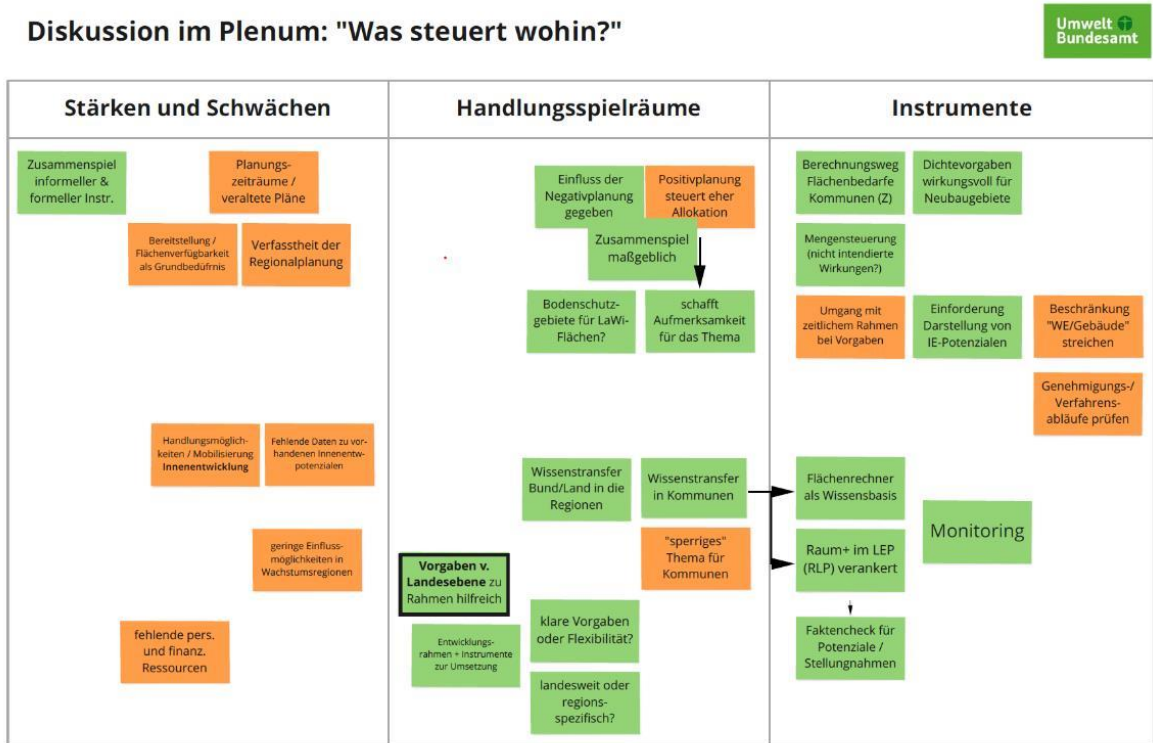 Diskussion im Plenum: "Was steuert wohin?"
Umwelt
Bundesamt
Stärken und Schwächen
Zusammenspiel
informeller &
formeller Instr.
Planungs-
zeiträume /
veraltete Pläne
Bereitstellung /
Flächenverfügbarkeit
als Grundbedüfrnis
Verfasstheit der
Regionalplanung
Handlungsmöglich-
keiten / Mobilisierung
Innenentwicklung
Fehlende Daten zu vor-
handenen Innenentw-
potenzialen
geringe Einfluss-
möglichkeiten in
Wachstumsregionen
fehlende pers.
und finanz.
Ressourcen
Handlungsspielräume
Einfluss der
Negativplanung
gegeben
Positivplanung
steuert eher
Allokation
Zusammenspiel
maßgeblich
Bodenschutz-
gebiete für LaWi-
Flächen?
schafft
Aufmerksamkeit
für das Thema
Wissenstransfer
Bund/Land in die
Regionen
Wissenstransfer
in Kommunen
"sperriges"
Thema für
Kommunen
Vorgaben v.
Landesebene zu
Rahmen hilfreich
klare Vorgaben
oder Flexibilität?
Entwicklungs-
rahmen + Instrumente
zur Umsetzung
landesweit oder
regions-
spezifisch?
Instrumente
Berechnungsweg
Flächenbedarfe
Kommunen (Z)
Dichtevorgaben
wirkungsvoll für
Neubaugebiete
Mengensteuerung
(nicht intendierte
Wirkungen?)
Umgang mit
zeitlichem Rahmen
bei Vorgaben
Einforderung
Darstellung von
IE-Potenzialen
Beschränkung
"WE/Gebäude"
streichen
Genehmigungs-/
Verfahrens-
abläufe prüfen
Flächenrechner
als Wissensbasis
Monitoring
Raum+ im LEP
(RLP) verankert
Faktencheck für
Potenziale /
Stellungnahmen